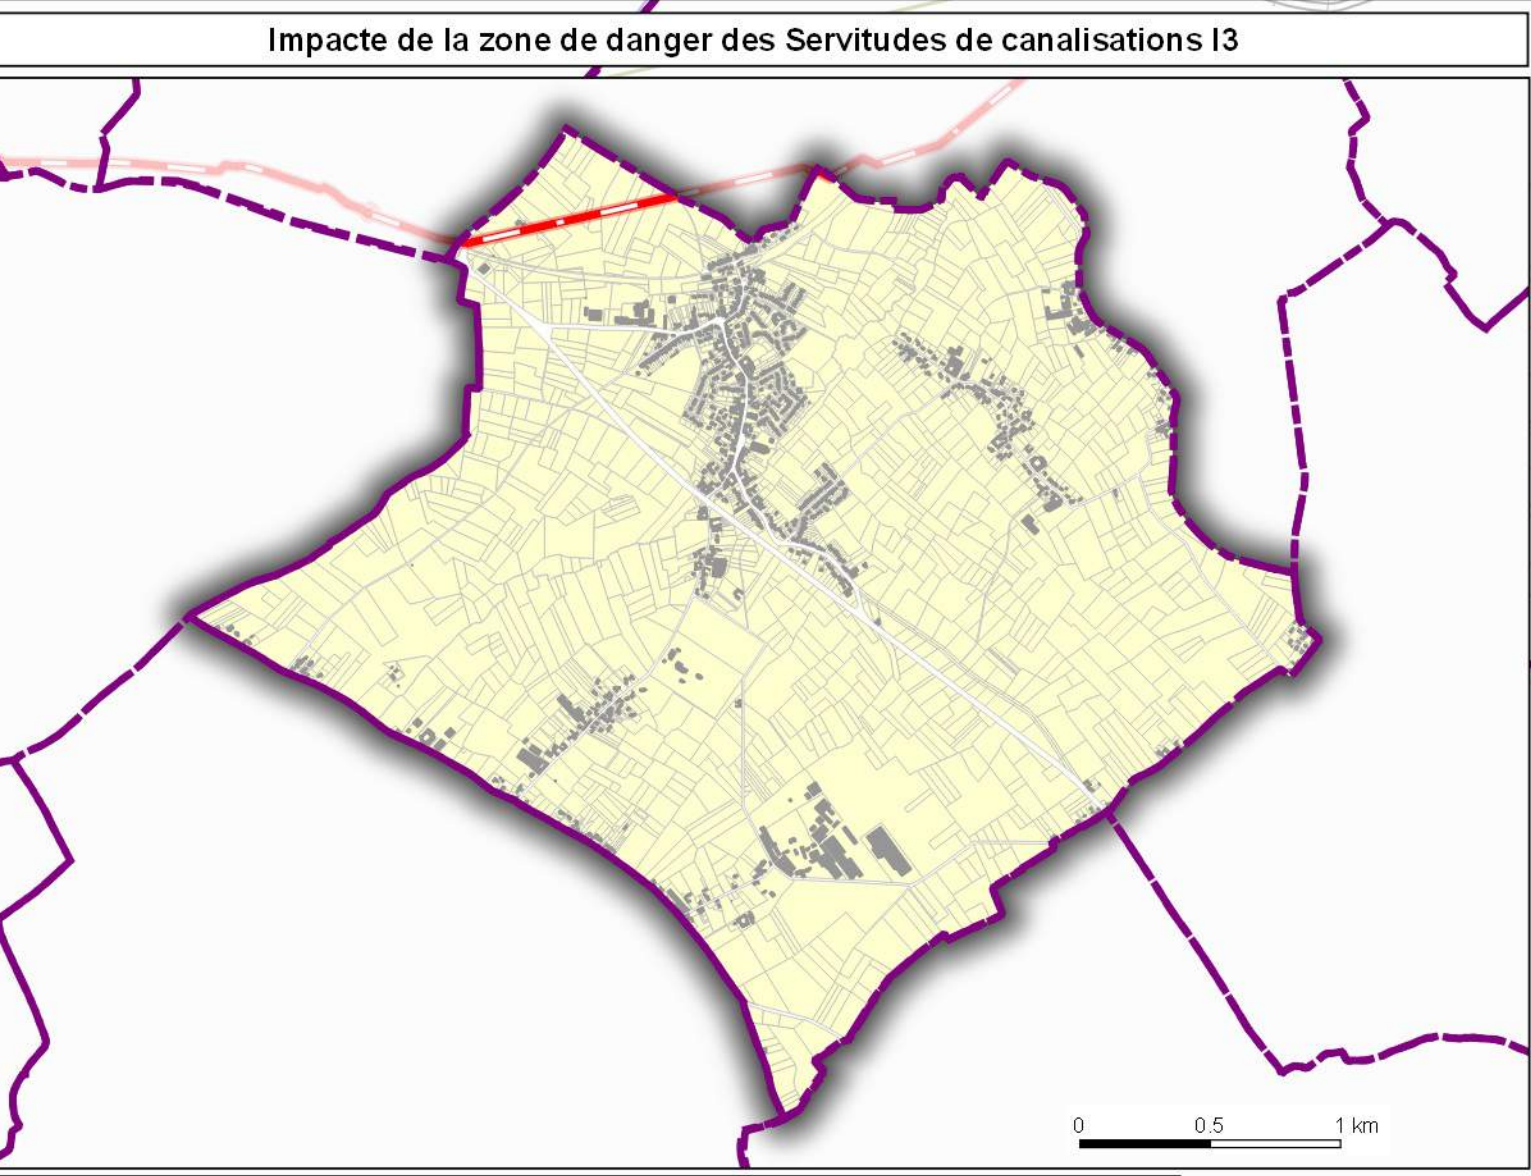 Impacte de la zone de danger des Servitudes de canalisations I3
0 0.5 1 km